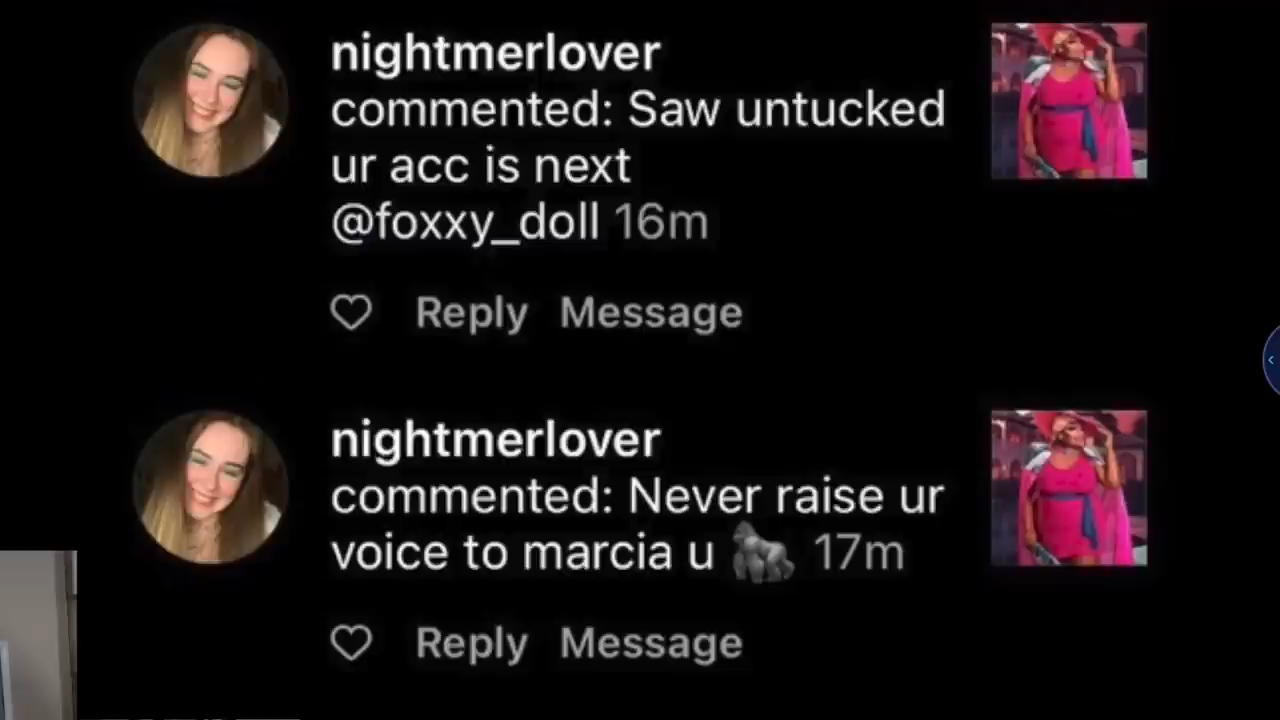 nightmerlover
commented: Saw untucked
ur acc is next
@foxxy_doll 16m
Reply Message
nightmerlover
commented: Never raise ur
voice to marcia u 🦍 17m
Reply Message